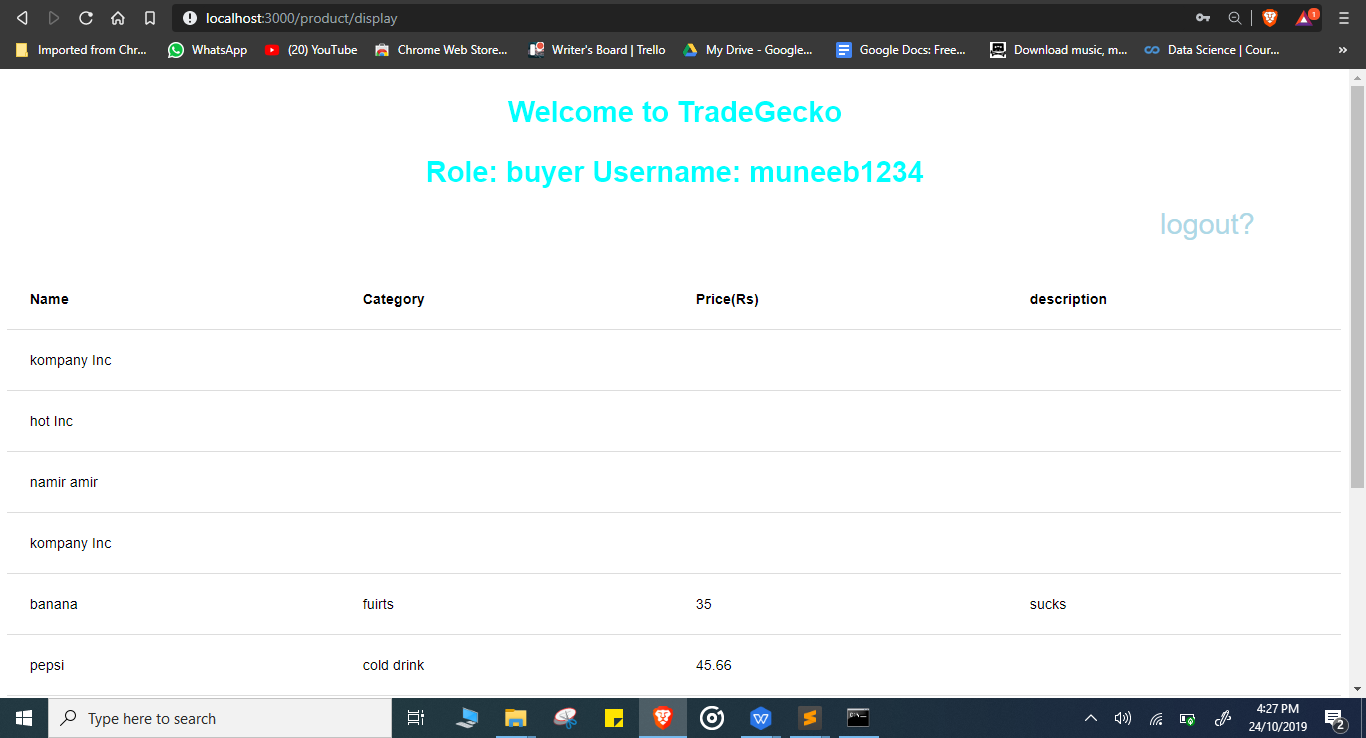 localhost:3000/product/display
1
Imported from Chr...
WhatsApp
(20) YouTube
Chrome Web Store...
Writer's Board | Trello
My Drive - Google...
Google Docs: Free...
Download music, m...
Data Science | Cour...
»
Welcome to TradeGecko
Role: buyer Username: muneeb1234
logout?
Name Category Price(Rs) description
kompany Inc
hot Inc
namir amir
kompany Inc
banana fuirts 35 sucks
pepsi cold drink 45.66
Type here to search
4:27 PM
24/10/2019
2